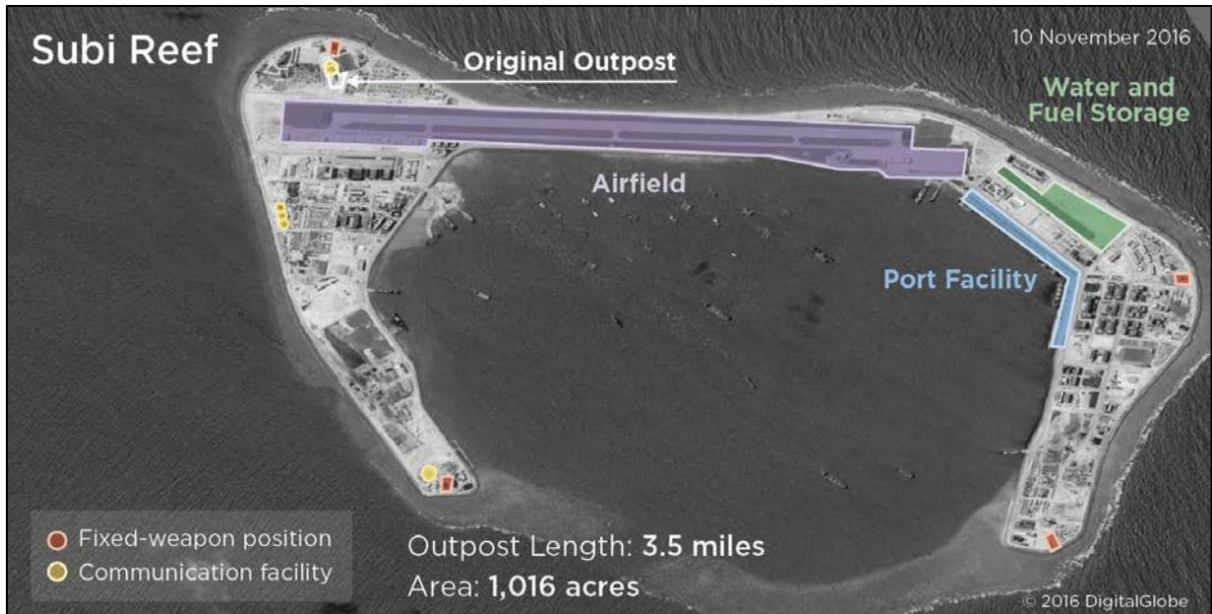 Subi Reef
10 November 2016
Original Outpost
Water and
Fuel Storage
Airfield
Port Facility
Fixed-weapon position
Communication facility
Outpost Length: 3.5 miles
Area: 1,016 acres
© 2016 DigitalGlobe